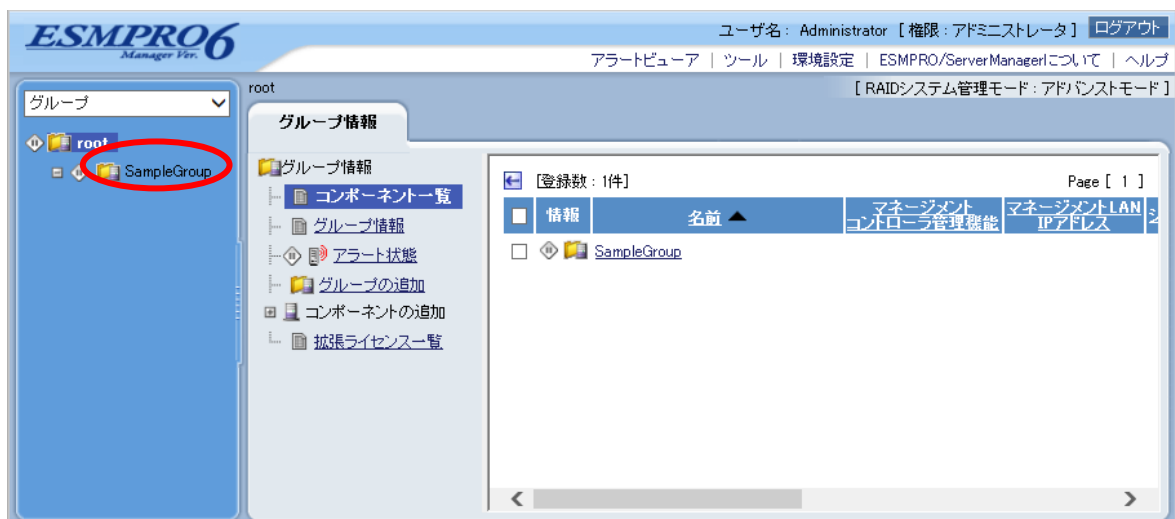 ESMPRO6
Manager Ver.
ユーザ名 : Administrator [ 権限 : アドミニストレータ ] ログアウト
アラートビューア | ツール | 環境設定 | ESMPRO/ServerManagerについて | ヘルプ
グループ
root
SampleGroup
root
[ RAIDシステム管理モード : アドバンストモード ]
グループ情報
グループ情報
コンポーネント一覧
グループ情報
アラート状態
グループの追加
コンポーネントの追加
拡張ライセンス一覧
[登録数 : 1件] Page [ 1 ]
情報 名前 ▲ マネージメント コントローラ管理機能 マネージメントLAN IPアドレス
SampleGroup